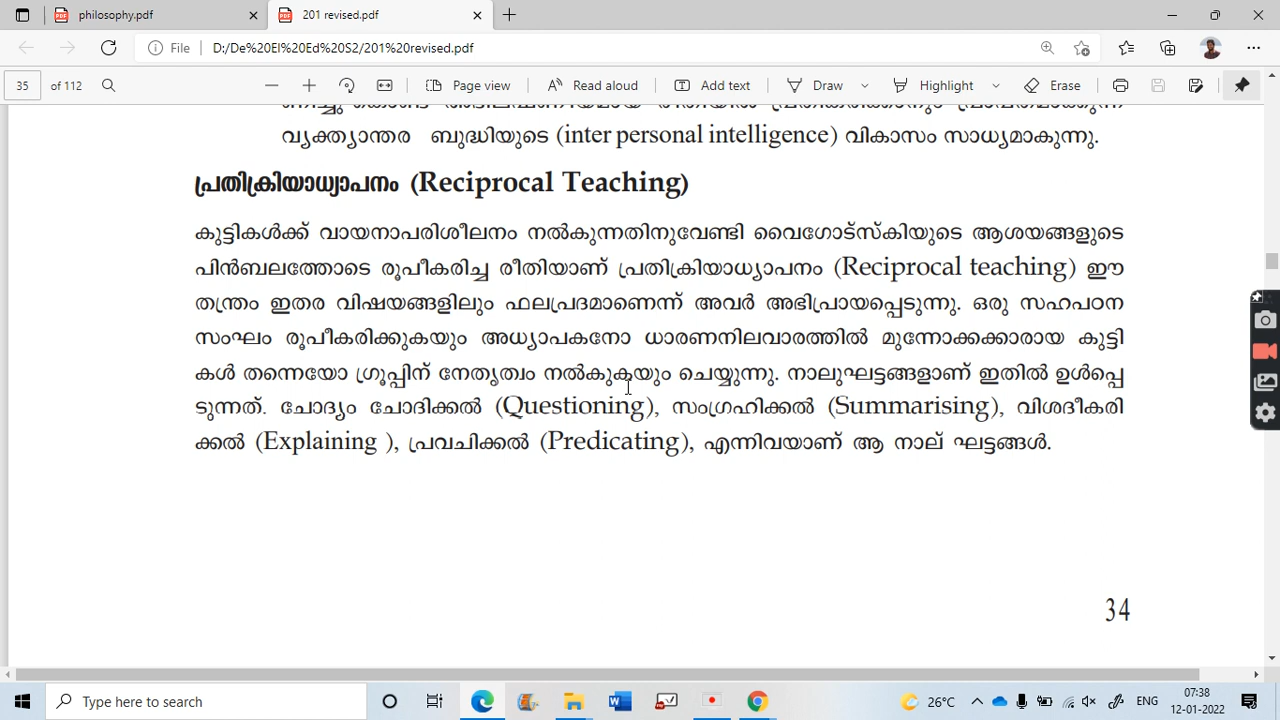 philosophy.pdf
201 revised.pdf
File D:/De%20El%20Ed%20S2/201%20revised.pdf
35 of 112 Page view Read aloud Add text Draw Highlight Erase
വ്യക്ത്യാന്തര ബുദ്ധിയുടെ (inter personal intelligence) വികാസം സാധ്യമാകുന്നു.
പ്രതിക്രിയാധ്യാപനം (Reciprocal Teaching)
കുട്ടികൾക്ക് വായനാപരിശീലനം നൽകുന്നതിനുവേണ്ടി വൈഗോട്സ്കിയുടെ ആശയങ്ങളുടെ
പിൻബലത്തോടെ രൂപീകരിച്ച രീതിയാണ് പ്രതിക്രിയാധ്യാപനം (Reciprocal teaching) ഈ
തന്ത്രം ഇതര വിഷയങ്ങളിലും ഫലപ്രദമാണെന്ന് അവർ അഭിപ്രായപ്പെടുന്നു. ഒരു സഹപഠന
സംഘം രൂപീകരിക്കുകയും അധ്യാപകനോ ധാരണനിലവാരത്തിൽ മുന്നോക്കക്കാരായ കുട്ടി
കൾ തന്നെയോ ഗ്രൂപ്പിന് നേതൃത്വം നൽകുകയും ചെയ്യുന്നു. നാലുഘട്ടങ്ങളാണ് ഇതിൽ ഉൾപ്പെ
ടുന്നത്. ചോദ്യം ചോദിക്കൽ (Questioning), സംഗ്രഹിക്കൽ (Summarising), വിശദീകരി
ക്കൽ (Explaining ), പ്രവചിക്കൽ (Predicating), എന്നിവയാണ് ആ നാല് ഘട്ടങ്ങൾ.
34
Type here to search
26°C ENG 07:38
12-01-2022